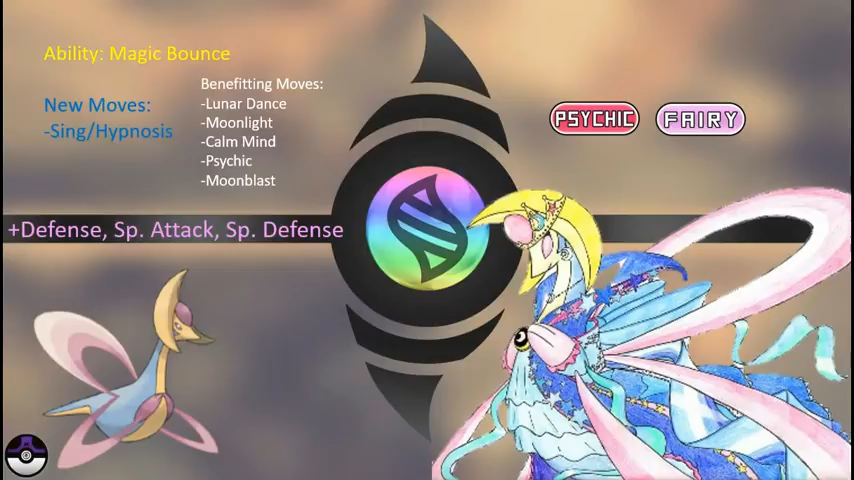 Ability: Magic Bounce
New Moves:
-Sing/Hypnosis
Benefitting Moves:
-Lunar Dance
-Moonlight
-Calm Mind
-Psychic
-Moonblast
PSYCHIC FAIRY
+Defense, Sp. Attack, Sp. Defense